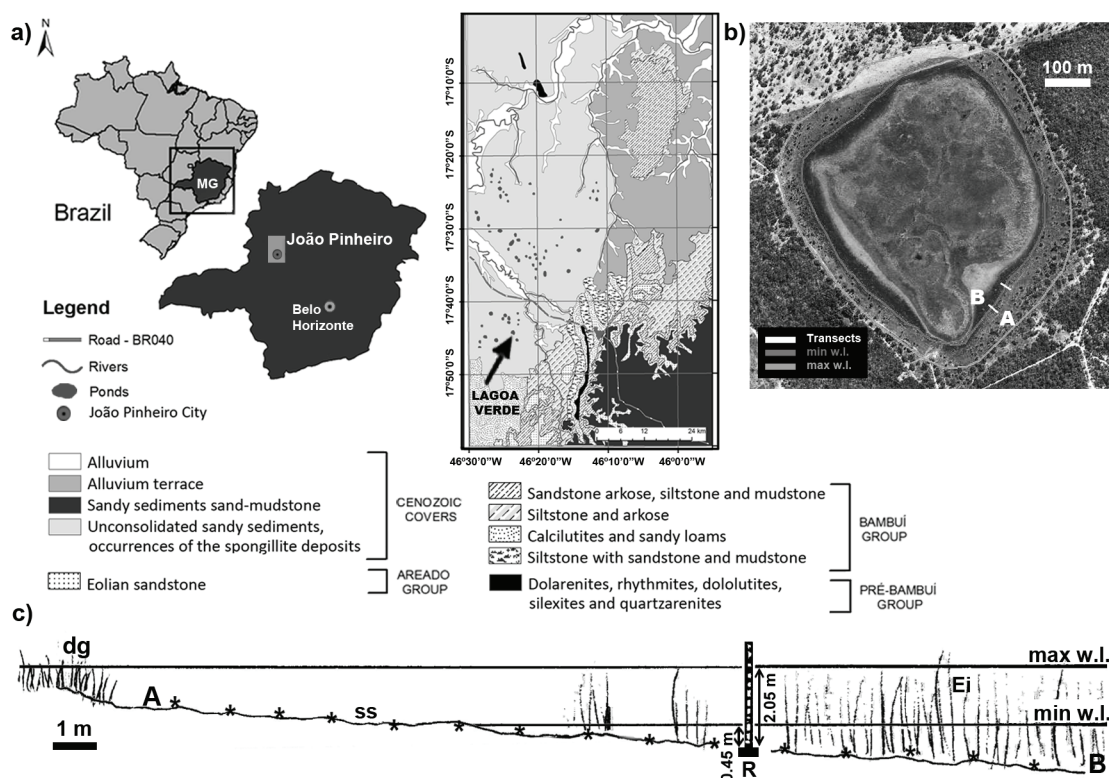 a)
N
MG
Brazil
João Pinheiro
Belo
Horizonte
Legend
Road - BR040
Rivers
Ponds
João Pinheiro City
17°10'0"S
17°20'0"S
17°30'0"S
17°40'0"S
17°50'0"S
LAGOA
VERDE
0 6 12 24 km
46°30'0"W 46°20'0"W 46°10'0"W 46°0'0"W
b)
100 m
B
A
Transects
min w.l.
max w.l.
Alluvium
Alluvium terrace
Sandy sediments sand-mudstone
Unconsolidated sandy sediments,
occurrences of the spongillite deposits
CENOZOIC
COVERS
Eolian sandstone
AREADO
GROUP
Sandstone arkose, siltstone and mudstone
Siltstone and arkose
Calcilutites and sandy loams
Siltstone with sandstone and mudstone
BAMBUÍ
GROUP
Dolarenites, rhythmites, dololutites,
silexites and quartzarenites
PRÉ-BAMBUÍ
GROUP
c)
dg
A
ss
1 m
max w.l.
2.05 m
Ei
min w.l.
0.45 m
R
B